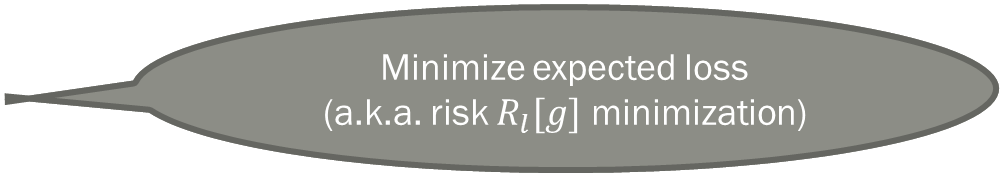 Minimize expected loss
(a.k.a. risk R_l[g] minimization)